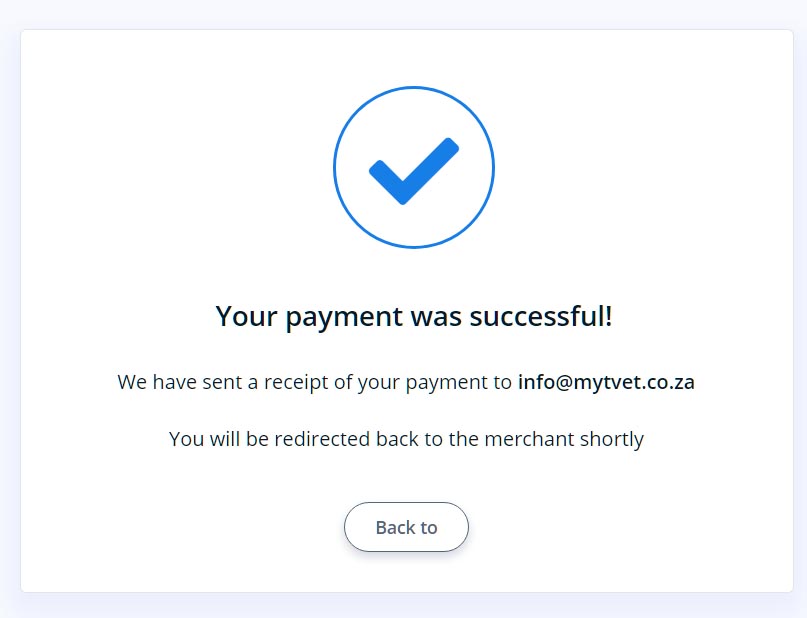 Your payment was successful!
We have sent a receipt of your payment to info@mytvet.co.za
You will be redirected back to the merchant shortly
Back to